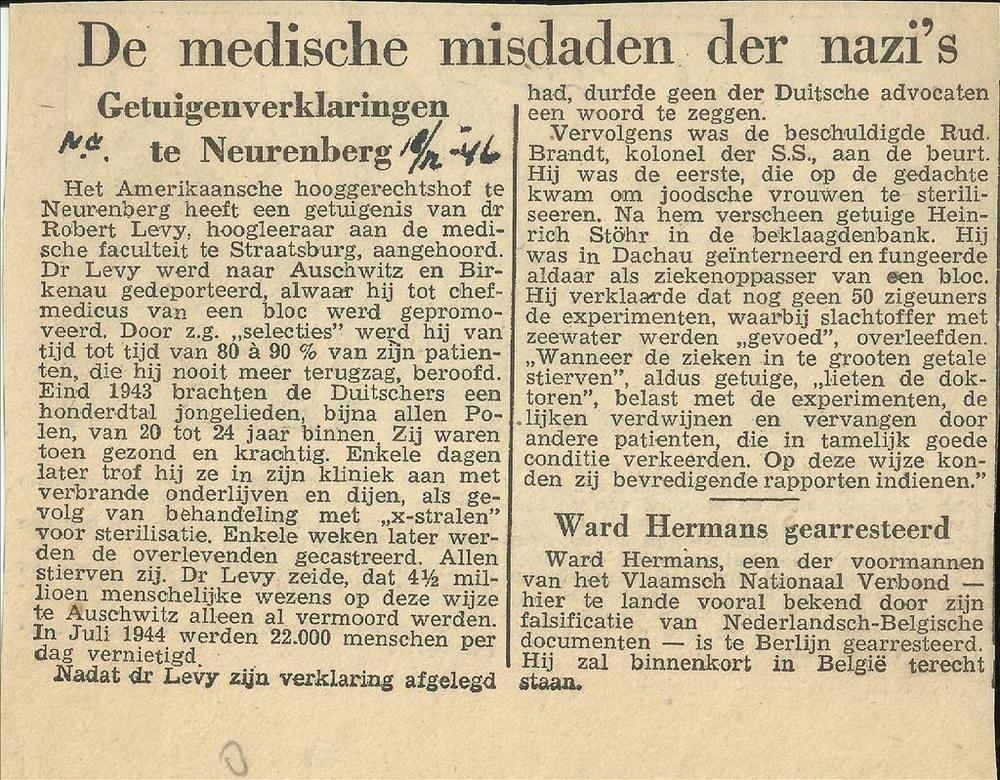 De medische misdaden der nazi's
Getuigenverklaringen
te Neurenberg
Het Amerikaansche hooggerechtshof te
Neurenberg heeft een getuigenis van dr
Robert Levy, hoogleeraar aan de medi-
sche faculteit te Straatsburg, aangehoord.
Dr Levy werd naar Auschwitz en Bir-
kenau gedeporteerd, alwaar hij tot chef-
medicus van een bloc werd gepromo-
veerd. Door z.g. „selecties” werd hij van
tijd tot tijd van 80 à 90 % van zijn patien-
ten, die hij nooit meer terugzag, beroofd.
Eind 1943 brachten de Duitschers een
honderdtal jongelieden, bijna allen Po-
len, van 20 tot 24 jaar binnen. Zij waren
toen gezond en krachtig. Enkele dagen
later trof hij ze in zijn kliniek aan met
verbrande onderlijven en dijen, als ge-
volg van behandeling met „x-stralen”
voor sterilisatie. Enkele weken later wer-
den de overlevenden gecastreerd. Allen
stierven zij. Dr Levy zeide, dat 4½ mil-
lioen menschelijke wezens op deze wijze
te Auschwitz alleen al vermoord werden.
In Juli 1944 werden 22.000 menschen per
dag vernietigd.
Nadat dr Levy zijn verklaring afgelegd
had, durfde geen der Duitsche advocaten
een woord te zeggen.
Vervolgens was de beschuldigde Rud.
Brandt, kolonel der S.S., aan de beurt.
Hij was de eerste, die op de gedachte
kwam om joodsche vrouwen te sterili-
seeren. Na hem verscheen getuige Hein-
rich Stöhr in de beklaagdenbank. Hij
was in Dachau geïnterneerd en fungeerde
aldaar als ziekenoppasser van een bloc.
Hij verklaarde dat nog geen 50 zigeuners
de experimenten, waarbij slachtoffer met
zeewater werden „gevoed”, overleefden.
„Wanneer de zieken in te grooten getale
stierven”, aldus getuige, „lieten de dok-
toren”, belast met de experimenten, de
lijken verdwijnen en vervangen door
andere patienten, die in tamelijk goede
conditie verkeerden. Op deze wijze kon-
den zij bevredigende rapporten indienen.”
Ward Hermans gearresteerd
Ward Hermans, een der voormannen
van het Vlaamsch Nationaal Verbond —
hier te lande vooral bekend door zijn
falsificatie van Nederlandsch-Belgische
documenten — is te Berlijn gearresteerd.
Hij zal binnenkort in België terecht
staan.